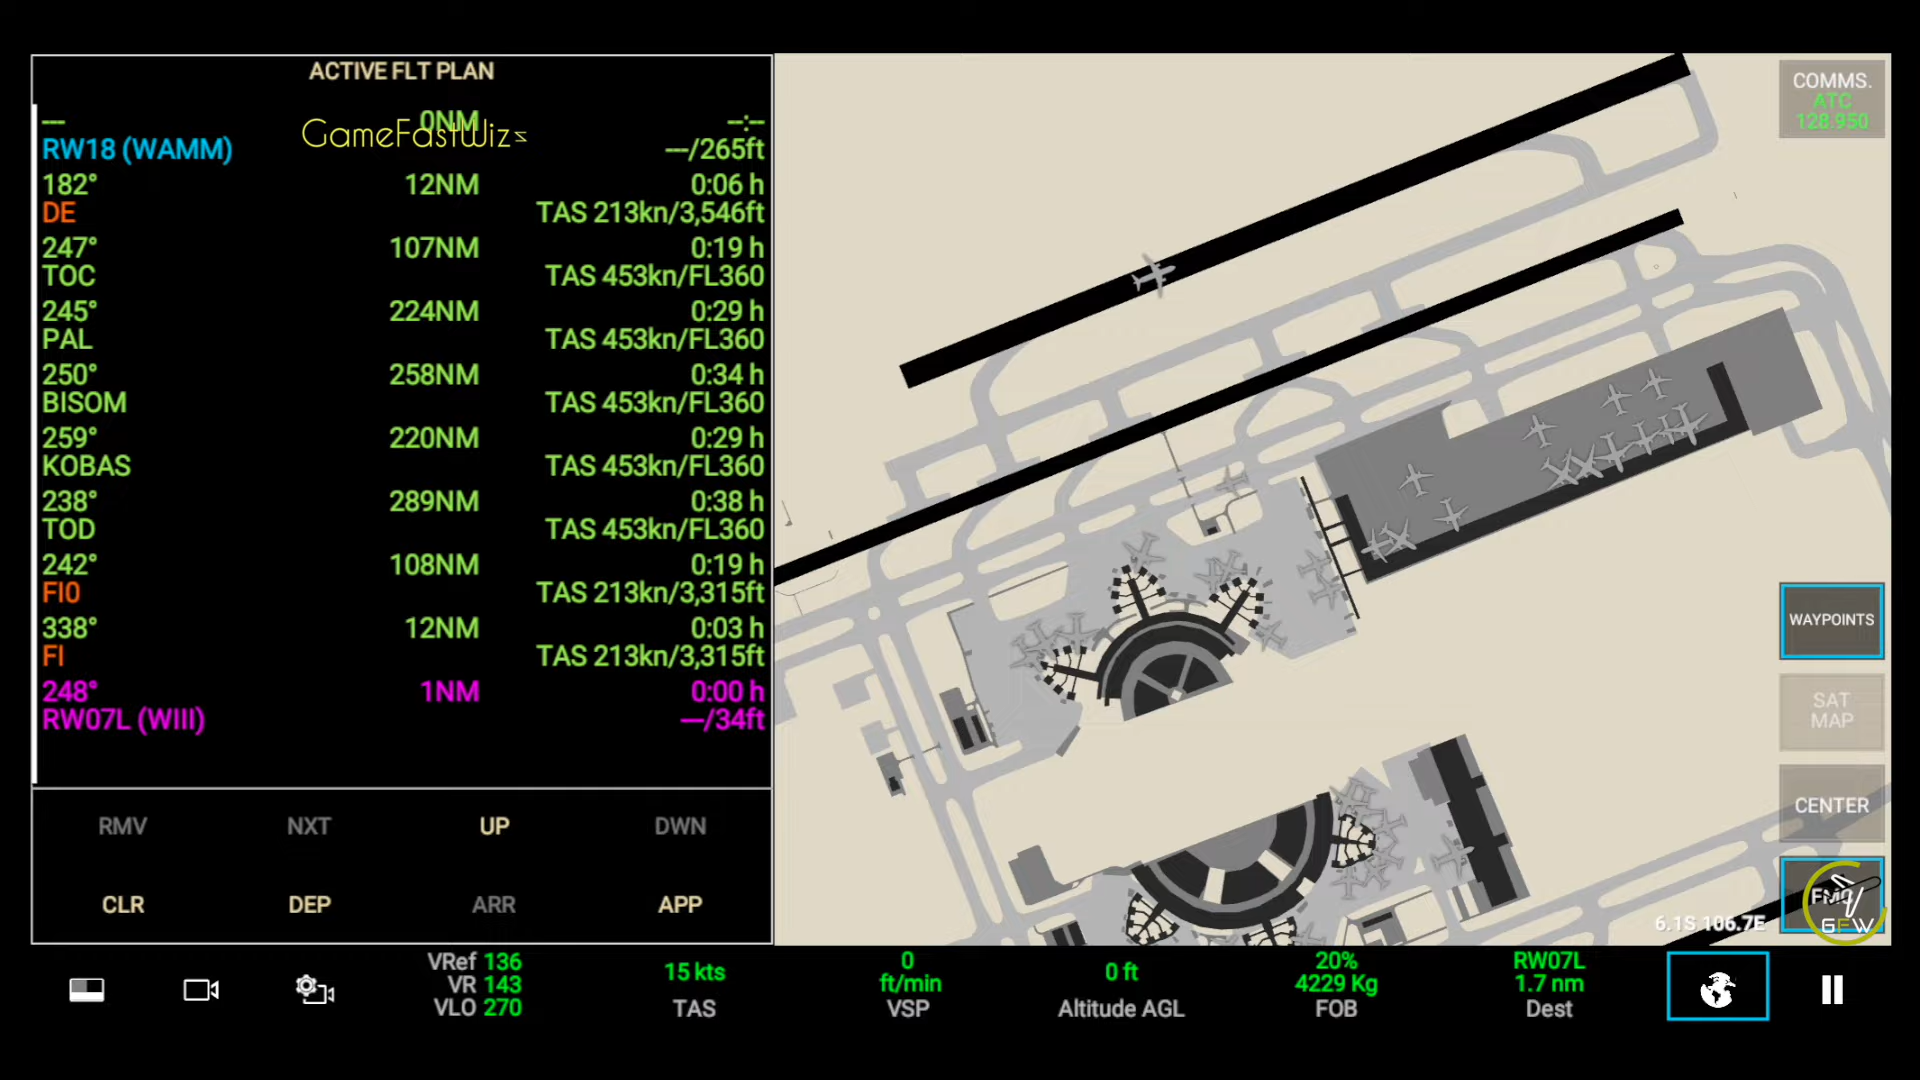 ACTIVE FLT PLAN
--- 0NM --:--
RW18 (WAMM) ---/265ft
GameFastWiz
182° 12NM 0:06 h
DE TAS 213kn/3,546ft
247° 107NM 0:19 h
TOC TAS 453kn/FL360
245° 224NM 0:29 h
PAL TAS 453kn/FL360
250° 258NM 0:34 h
BISOM TAS 453kn/FL360
259° 220NM 0:29 h
KOBAS TAS 453kn/FL360
238° 289NM 0:38 h
TOD TAS 453kn/FL360
242° 108NM 0:19 h
FI0 TAS 213kn/3,315ft
338° 12NM 0:03 h
FI TAS 213kn/3,315ft
248° 1NM 0:00 h
RW07L (WIII) ---/34ft
RMV NXT UP DWN
CLR DEP ARR APP
COMMS.
ATC
128.950
WAYPOINTS
SAT
MAP
CENTER
GFW
6.1S 106.7E
VRef 136
VR 143
VLO 270
15 kts
TAS
0
ft/min
VSP
0 ft
Altitude AGL
20%
4229 Kg
FOB
RW07L
1.7 nm
Dest